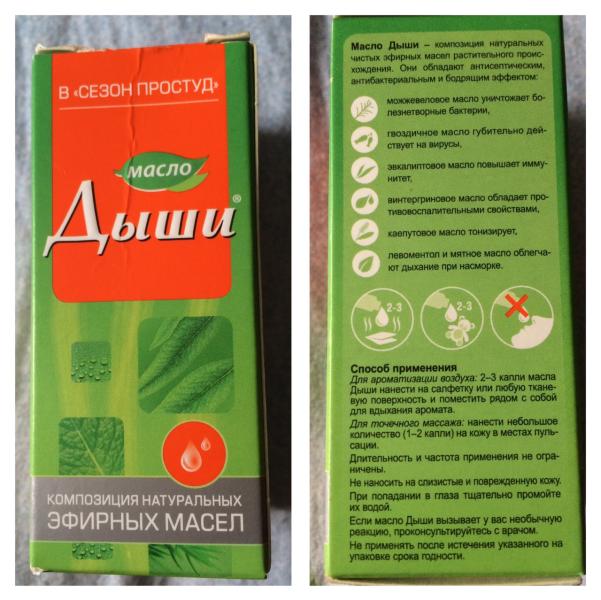 В «СЕЗОН ПРОСТУД»
масло
Дыши®
КОМПОЗИЦИЯ НАТУРАЛЬНЫХ
ЭФИРНЫХ МАСЕЛ
Масло Дыши – композиция натуральных
чистых эфирных масел растительного проис-
хождения. Они обладают антисептическим,
антибактериальным и бодрящим эффектом:
можжевеловое масло уничтожает бо-
лезнетворные бактерии,
гвоздичное масло губительно дей-
ствует на вирусы,
эвкалиптовое масло повышает имму-
нитет,
винтергриновое масло обладает про-
тивовоспалительными свойствами,
каепутовое масло тонизирует,
левоментол и мятное масло облегча-
ют дыхание при насморке.
2-3
2-3
Способ применения
Для ароматизации воздуха: 2–3 капли масла
Дыши нанести на салфетку или любую ткане-
вую поверхность и поместить рядом с собой
для вдыхания аромата.
Для точечного массажа: нанести небольшое
количество (1–2 капли) на кожу в местах пуль-
сации.
Длительность и частота применения не огра-
ничены.
Не наносить на слизистые и поврежденную кожу.
При попадании в глаза тщательно промойте
их водой.
Если масло Дыши вызывает у вас необычную
реакцию, проконсультируйтесь с врачом.
Не применять после истечения указанного на
упаковке срока годности.